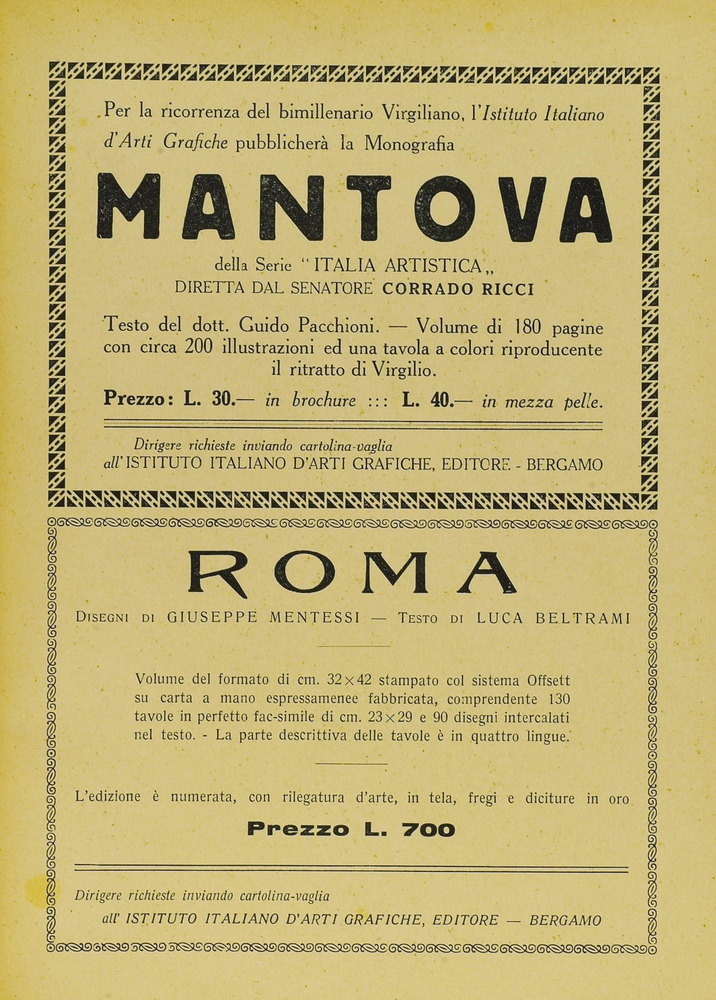 Per la ricorrenza del bimillenario Virgiliano, l'Istituto Italiano
d'Arti Grafiche pubblicherà la Monografia
MANTOVA
della Serie "ITALIA ARTISTICA„
DIRETTA DAL SENATORE CORRADO RICCI
Testo del dott. Guido Pacchioni. — Volume di 180 pagine
con circa 200 illustrazioni ed una tavola a colori riproducente
il ritratto di Virgilio.
Prezzo: L. 30.— in brochure ::: L. 40.— in mezza pelle.
Dirigere richieste inviando cartolina-vaglia
all'ISTITUTO ITALIANO D'ARTI GRAFICHE, EDITORE - BERGAMO
ROMA
DISEGNI DI GIUSEPPE MENTESSI — TESTO DI LUCA BELTRAMI
Volume del formato di cm. 32×42 stampato col sistema Offsett
su carta a mano espressamenee fabbricata, comprendente 130
tavole in perfetto fac-simile di cm. 23×29 e 90 disegni intercalati
nel testo. - La parte descrittiva delle tavole è in quattro lingue.
L'edizione è numerata, con rilegatura d'arte, in tela, fregi e diciture in oro
Prezzo L. 700
Dirigere richieste inviando cartolina-vaglia
all' ISTITUTO ITALIANO D'ARTI GRAFICHE, EDITORE — BERGAMO